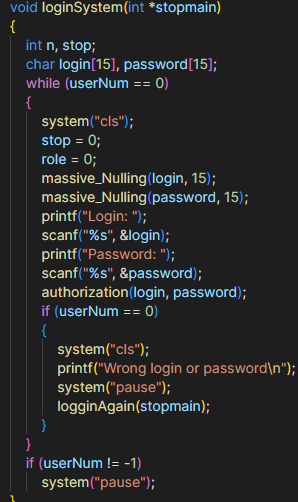 void loginSystem(int *stopmain)
{
int n, stop;
char login[15], password[15];
while (userNum == 0)
{
system("cls");
stop = 0;
role = 0;
massive_Nulling(login, 15);
massive_Nulling(password, 15);
printf("Login: ");
scanf("%s", &login);
printf("Password: ");
scanf("%s", &password);
authorization(login, password);
if (userNum == 0)
{
system("cls");
printf("Wrong login or password\n");
system("pause");
logginAgain(stopmain);
}
}
if (userNum != -1)
system("pause");
}